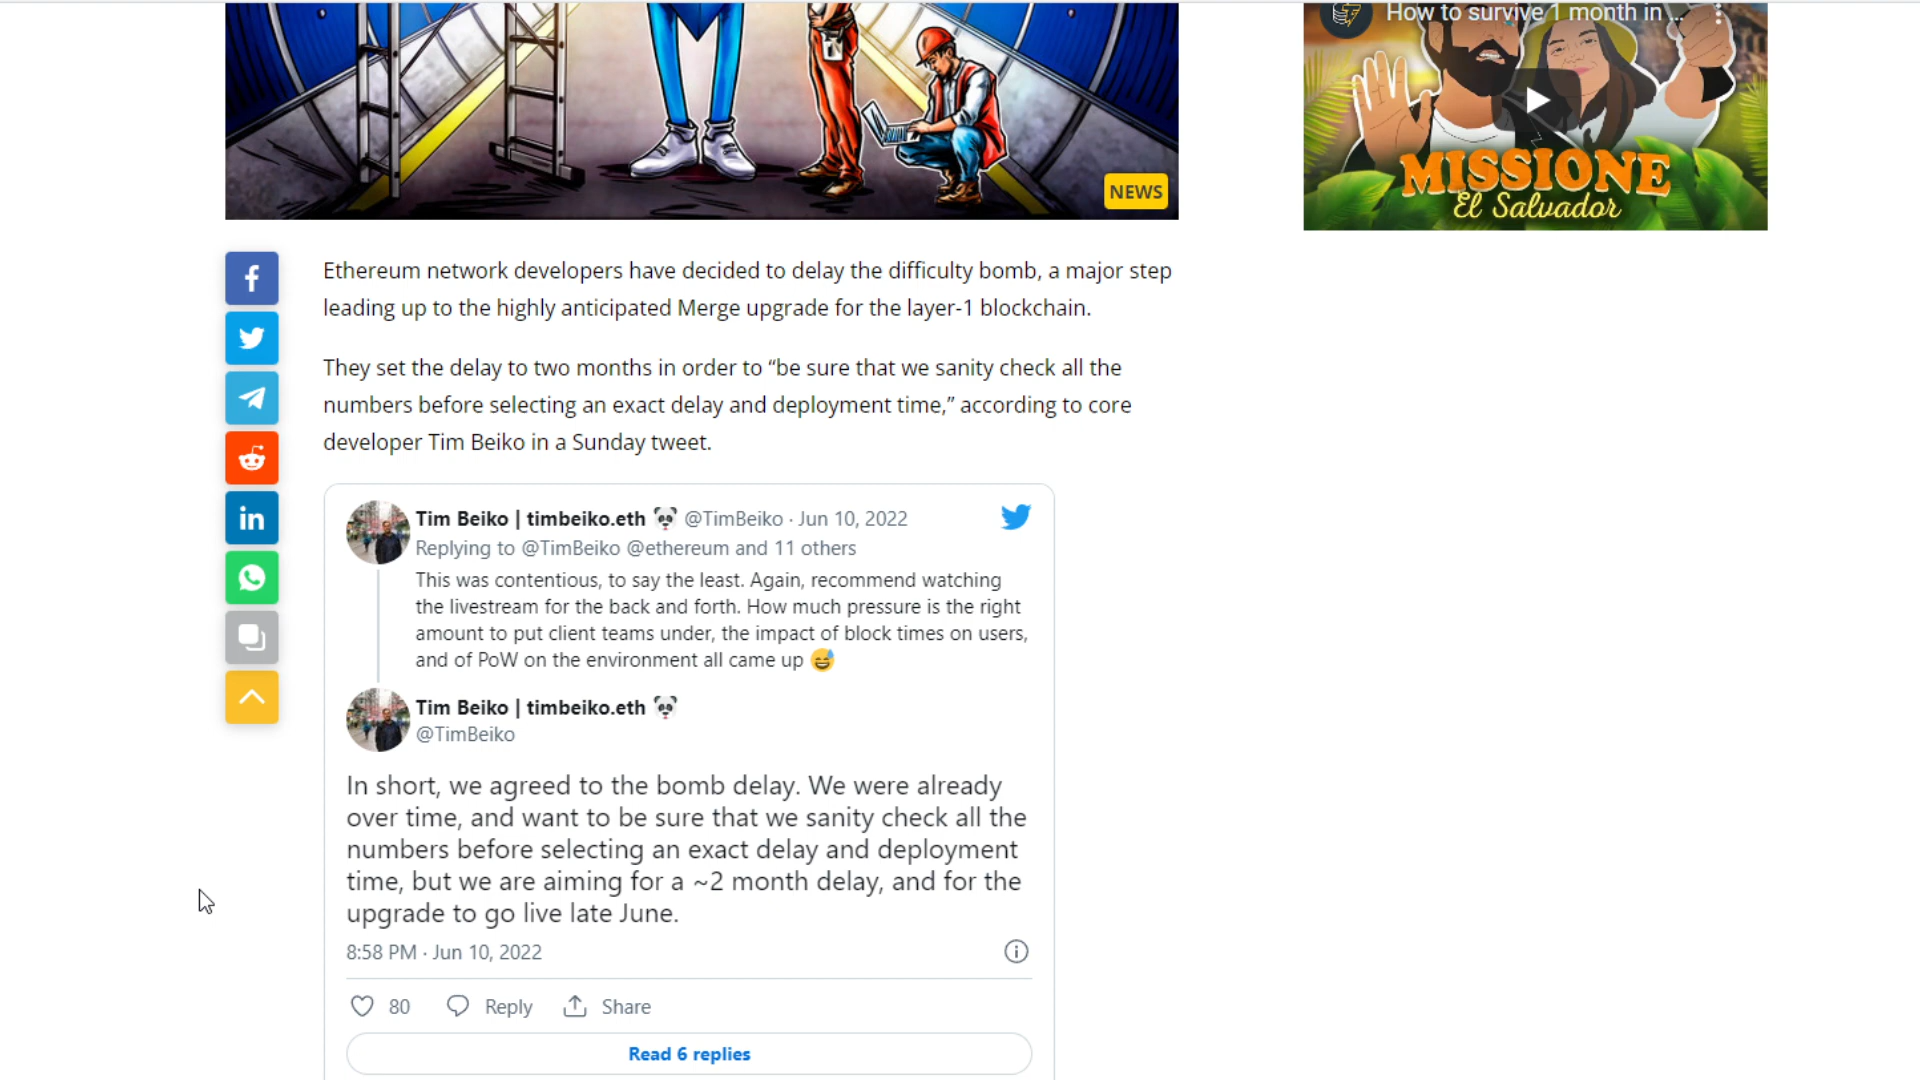 How to survive 1 month in ...
MISSIONE
El Salvador
NEWS
Ethereum network developers have decided to delay the difficulty bomb, a major step
leading up to the highly anticipated Merge upgrade for the layer-1 blockchain.
They set the delay to two months in order to “be sure that we sanity check all the
numbers before selecting an exact delay and deployment time,” according to core
developer Tim Beiko in a Sunday tweet.
Tim Beiko | timbeiko.eth 🐼 @TimBeiko · Jun 10, 2022
Replying to @TimBeiko @ethereum and 11 others
This was contentious, to say the least. Again, recommend watching
the livestream for the back and forth. How much pressure is the right
amount to put client teams under, the impact of block times on users,
and of PoW on the environment all came up 😅
Tim Beiko | timbeiko.eth 🐼
@TimBeiko
In short, we agreed to the bomb delay. We were already
over time, and want to be sure that we sanity check all the
numbers before selecting an exact delay and deployment
time, but we are aiming for a ~2 month delay, and for the
upgrade to go live late June.
8:58 PM · Jun 10, 2022
80 Reply Share
Read 6 replies